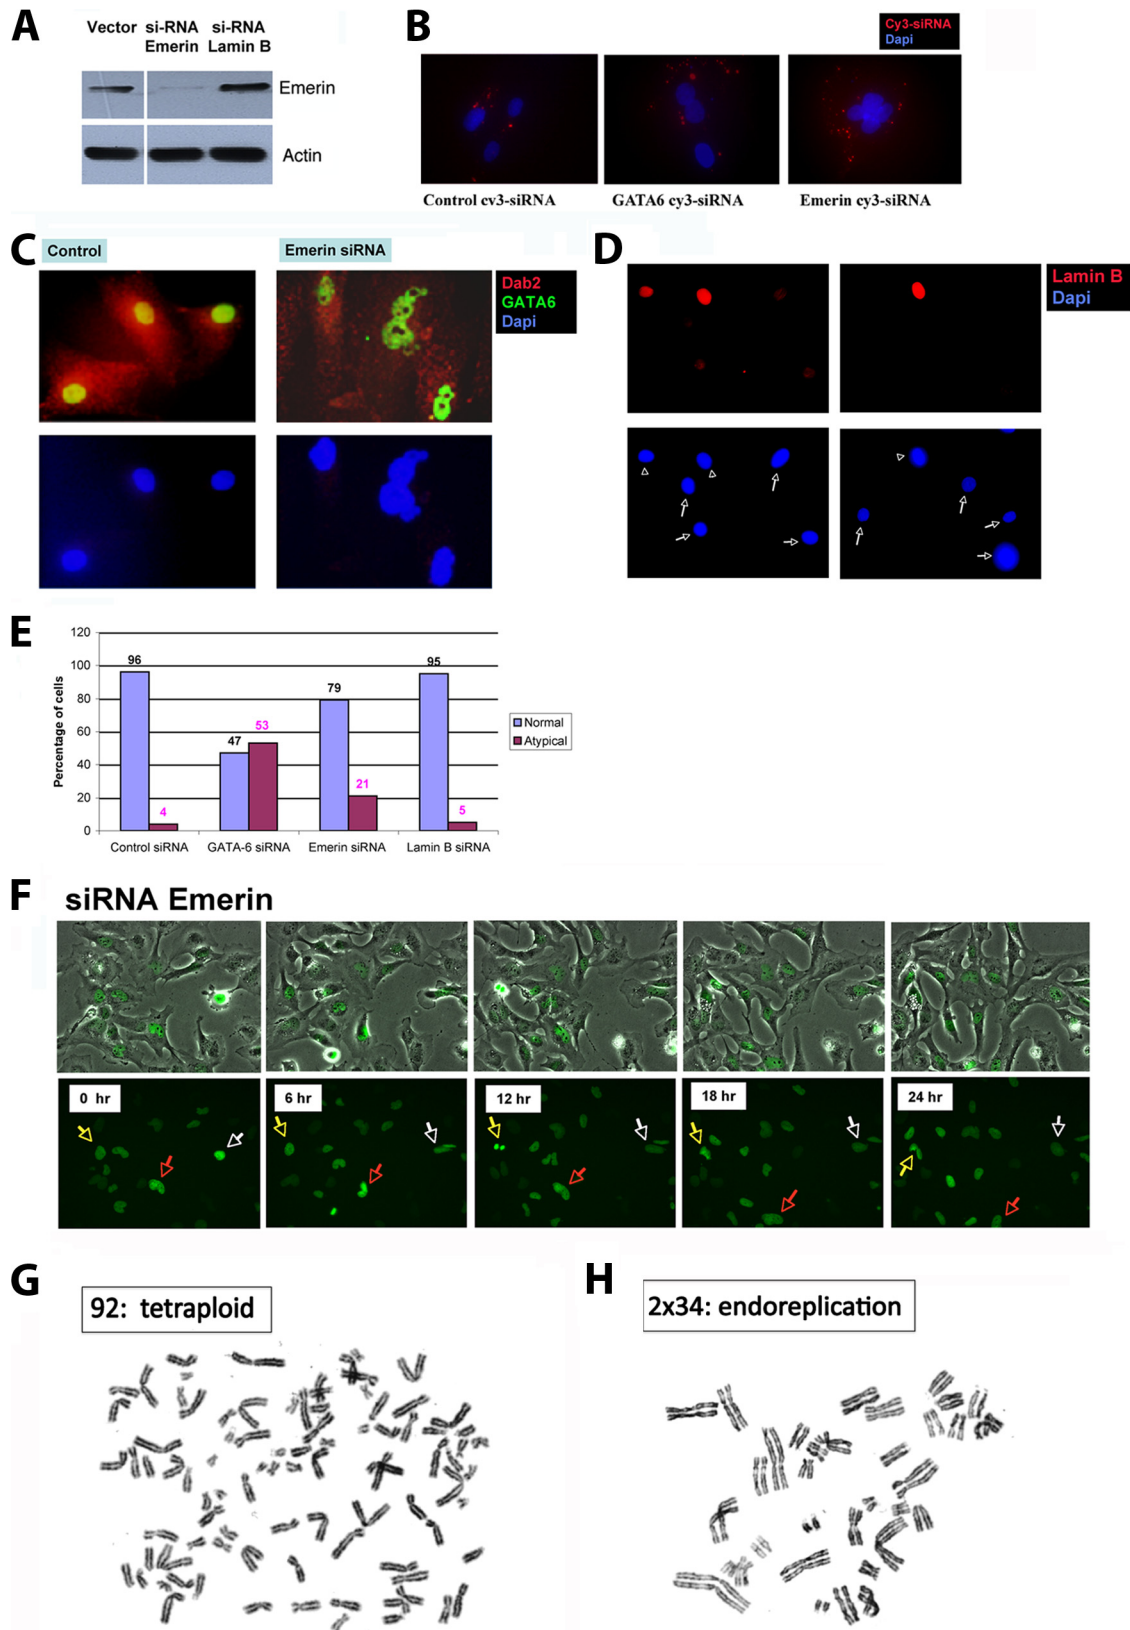 A
Vector
si-RNA
Emerin
si-RNA
Lamin B
Emerin
Actin
B
Cy3-siRNA
Dapi
Control cy3-siRNA
GATA6 cy3-siRNA
Emerin cy3-siRNA
C
Control
Emerin siRNA
Dab2
GATA6
Dapi
D
Lamin B
Dapi
E
Percentage of cells
120
100
80
60
40
20
0
96
4
47
53
79
21
95
5
Control siRNA
GATA-6 siRNA
Emerin siRNA
Lamin B siRNA
Normal
Atypical
F
siRNA Emerin
0 hr
6 hr
12 hr
18 hr
24 hr
G
92: tetraploid
H
2x34: endoreplication